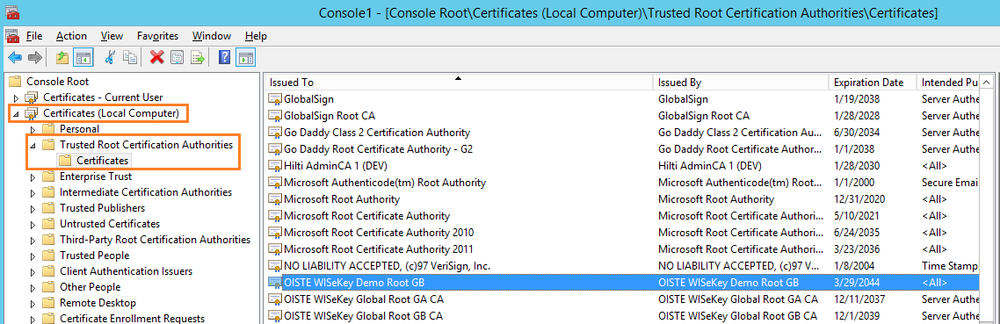 Console1 - [Console Root\Certificates (Local Computer)\Trusted Root Certification Authorities\Certificates]
File Action View Favorites Window Help
Console Root
Certificates - Current User
Certificates (Local Computer)
Personal
Trusted Root Certification Authorities
Certificates
Enterprise Trust
Intermediate Certification Authorities
Trusted Publishers
Untrusted Certificates
Third-Party Root Certification Authorities
Trusted People
Client Authentication Issuers
Other People
Remote Desktop
Certificate Enrollment Requests
Issued To Issued By Expiration Date Intended Pu
GlobalSign GlobalSign 1/19/2038 Server Authe
GlobalSign Root CA GlobalSign Root CA 1/28/2028 Server Authe
Go Daddy Class 2 Certification Authority Go Daddy Class 2 Certification Au... 6/30/2034 Server Authe
Go Daddy Root Certificate Authority - G2 Go Daddy Root Certificate Autho... 1/1/2038 Server Authe
Hilti AdminCA 1 (DEV) Hilti AdminCA 1 (DEV) 1/28/2030 <All>
Microsoft Authenticode(tm) Root Authority Microsoft Authenticode(tm) Root... 1/1/2000 Secure Emai
Microsoft Root Authority Microsoft Root Authority 12/31/2020 <All>
Microsoft Root Certificate Authority Microsoft Root Certificate Authori... 5/10/2021 <All>
Microsoft Root Certificate Authority 2010 Microsoft Root Certificate Authori... 6/24/2035 <All>
Microsoft Root Certificate Authority 2011 Microsoft Root Certificate Authori... 3/23/2036 <All>
NO LIABILITY ACCEPTED, (c)97 VeriSign, Inc. NO LIABILITY ACCEPTED, (c)97 V... 1/8/2004 Time Stamp
OISTE WISeKey Demo Root GB OISTE WISeKey Demo Root GB 3/29/2044 <All>
OISTE WISeKey Global Root GA CA OISTE WISeKey Global Root GA CA 12/11/2037 Server Authe
OISTE WISeKey Global Root GB CA OISTE WISeKey Global Root GB CA 12/1/2039 Server Authe